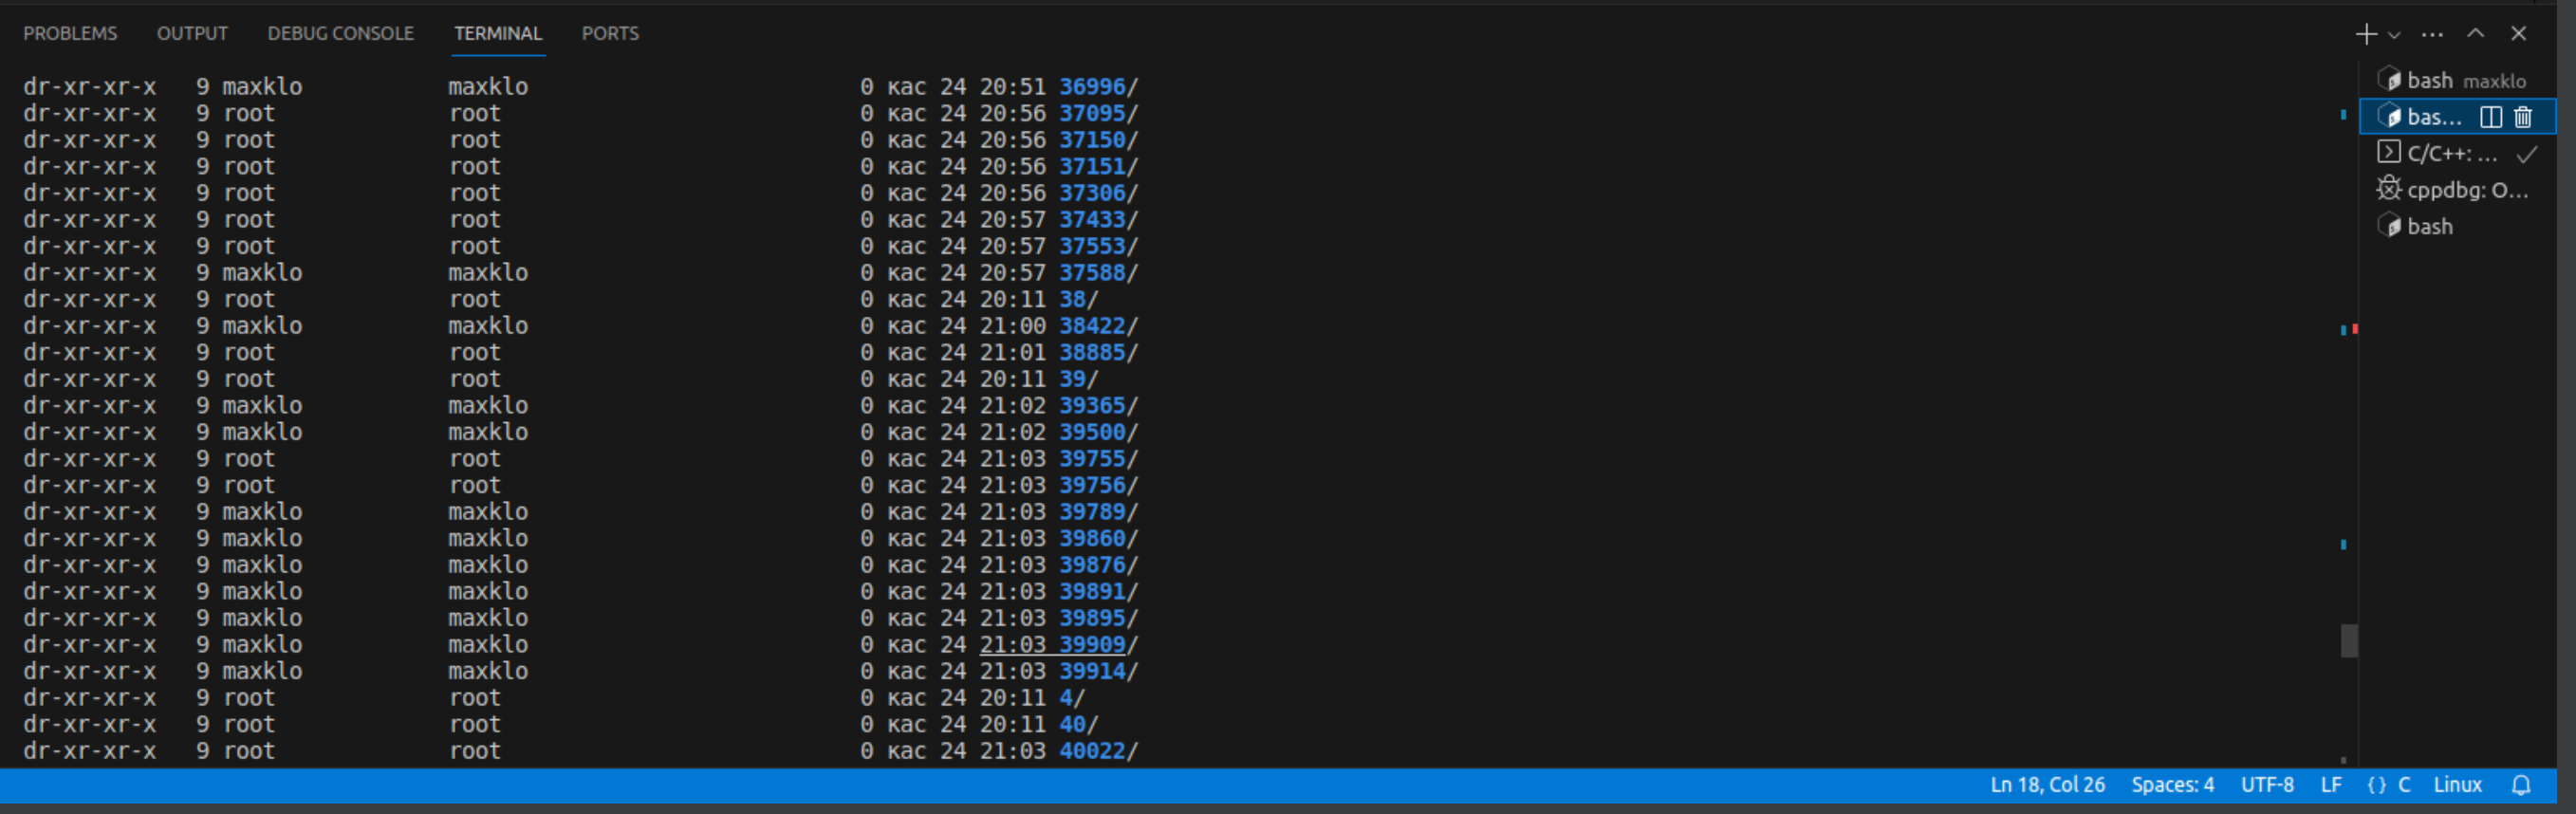 PROBLEMS OUTPUT DEBUG CONSOLE TERMINAL PORTS
dr-xr-xr-x 9 maxklo maxklo 0 кас 24 20:51 36996/
dr-xr-xr-x 9 root root 0 кас 24 20:56 37095/
dr-xr-xr-x 9 root root 0 кас 24 20:56 37150/
dr-xr-xr-x 9 root root 0 кас 24 20:56 37151/
dr-xr-xr-x 9 root root 0 кас 24 20:56 37306/
dr-xr-xr-x 9 root root 0 кас 24 20:57 37433/
dr-xr-xr-x 9 root root 0 кас 24 20:57 37553/
dr-xr-xr-x 9 maxklo maxklo 0 кас 24 20:57 37588/
dr-xr-xr-x 9 root root 0 кас 24 20:11 38/
dr-xr-xr-x 9 maxklo maxklo 0 кас 24 21:00 38422/
dr-xr-xr-x 9 root root 0 кас 24 21:01 38885/
dr-xr-xr-x 9 root root 0 кас 24 20:11 39/
dr-xr-xr-x 9 maxklo maxklo 0 кас 24 21:02 39365/
dr-xr-xr-x 9 maxklo maxklo 0 кас 24 21:02 39500/
dr-xr-xr-x 9 root root 0 кас 24 21:03 39755/
dr-xr-xr-x 9 root root 0 кас 24 21:03 39756/
dr-xr-xr-x 9 maxklo maxklo 0 кас 24 21:03 39789/
dr-xr-xr-x 9 maxklo maxklo 0 кас 24 21:03 39860/
dr-xr-xr-x 9 maxklo maxklo 0 кас 24 21:03 39876/
dr-xr-xr-x 9 maxklo maxklo 0 кас 24 21:03 39891/
dr-xr-xr-x 9 maxklo maxklo 0 кас 24 21:03 39895/
dr-xr-xr-x 9 maxklo maxklo 0 кас 24 21:03 39909/
dr-xr-xr-x 9 maxklo maxklo 0 кас 24 21:03 39914/
dr-xr-xr-x 9 root root 0 кас 24 20:11 4/
dr-xr-xr-x 9 root root 0 кас 24 20:11 40/
dr-xr-xr-x 9 root root 0 кас 24 21:03 40022/
bash maxklo
bas...
C/C++: ...
cppdbg: O...
bash
Ln 18, Col 26 Spaces: 4 UTF-8 LF {} C Linux